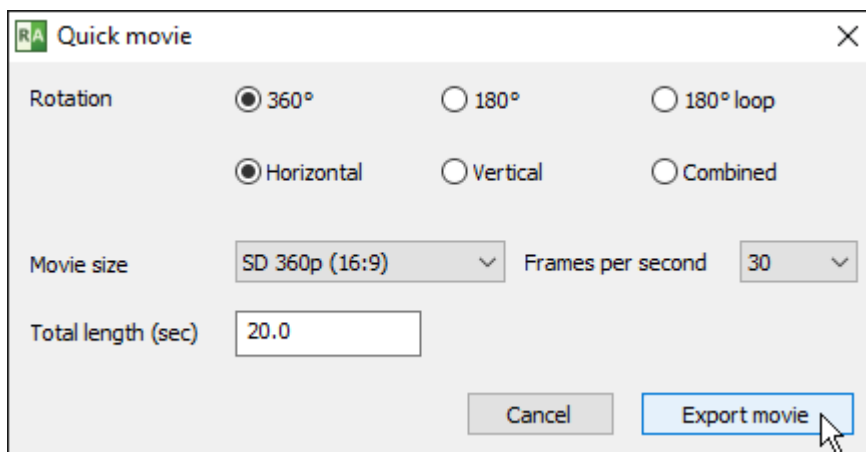 RA Quick movie
Rotation 360° 180° 180° loop
Horizontal Vertical Combined
Movie size SD 360p (16:9) Frames per second 30
Total length (sec) 20.0
Cancel Export movie